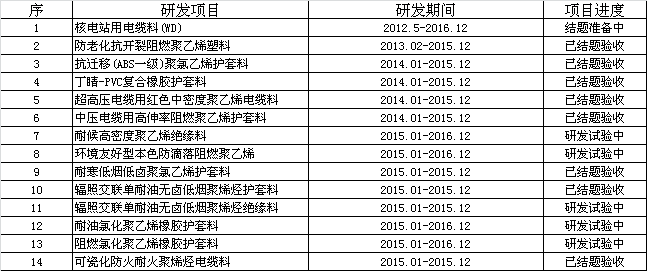 序 研发项目 研发期间 项目进度
1 核电站用电缆料(WD) 2012.5-2016.12 结题准备中
2 防老化抗开裂阻燃聚乙烯塑料 2013.02-2015.12 已结题验收
3 抗迁移(ABS一级)聚氯乙烯护套料 2014.01-2015.12 已结题验收
4 丁睛-PVC复合橡胶护套料 2014.01-2015.12 已结题验收
5 超高压电缆用红色中密度聚乙烯电缆料 2014.01-2015.12 已结题验收
6 中压电缆用高伸率阻燃聚乙烯护套料 2014.01-2015.12 已结题验收
7 耐候高密度聚乙烯绝缘料 2015.01-2016.12 研发试验中
8 环境友好型本色防滴落阻燃聚乙烯 2015.01-2016.12 研发试验中
9 耐寒低烟低卤聚氯乙烯护套料 2015.01-2015.12 已结题验收
10 辐照交联单耐油无卤低烟聚烯烃护套料 2015.01-2015.12 已结题验收
11 辐照交联单耐油无卤低烟聚烯烃绝缘料 2015.01-2015.12 研发试验中
12 耐油氯化聚乙烯橡胶护套料 2015.01-2016.12 研发试验中
13 阻燃氯化聚乙烯橡胶护套料 2015.01-2016.12 研发试验中
14 可瓷化防火耐火聚烯烃电缆料 2015.01-2015.12 已结题验收